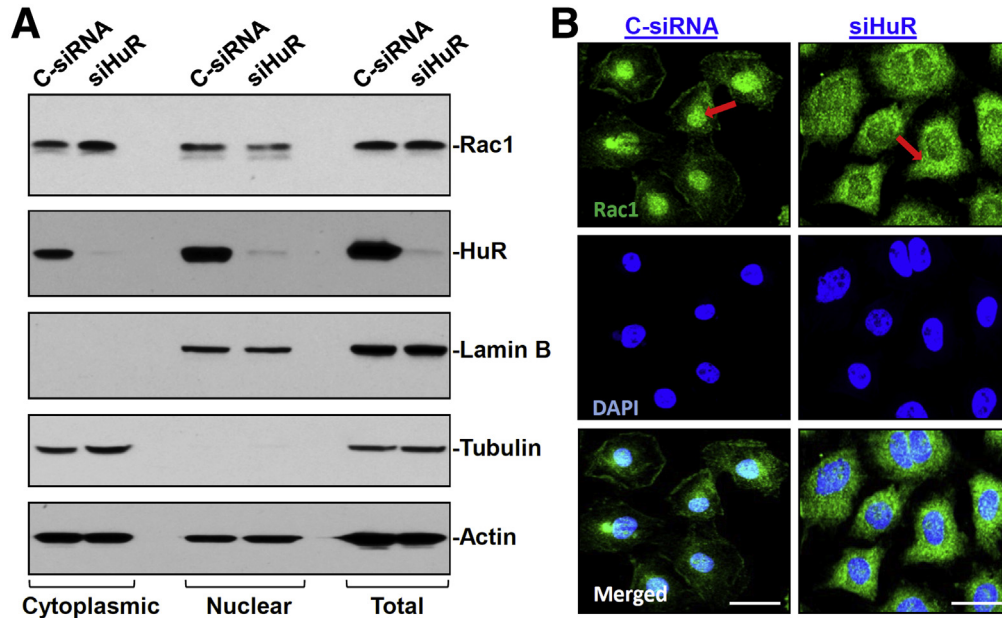 A
C-siRNA
siHuR
C-siRNA
siHuR
C-siRNA
siHuR
-Rac1
-HuR
-Lamin B
-Tubulin
-Actin
Cytoplasmic
Nuclear
Total
B
C-siRNA
siHuR
Rac1
DAPI
Merged